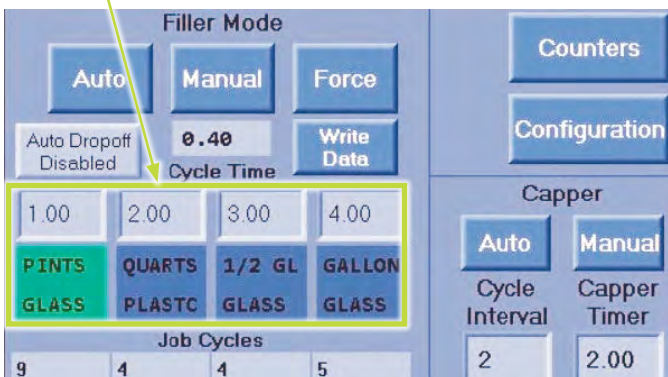 Filler Mode
Auto Manual Force
Auto Dropoff
Disabled
0.40
Cycle Time
Write
Data
1.00 2.00 3.00 4.00
PINTS QUARTS 1/2 GL GALLON
GLASS PLASTC GLASS GLASS
Job Cycles
9 4 4 5
Counters
Configuration
Capper
Auto Manual
Cycle
Interval
Capper
Timer
2 2.00